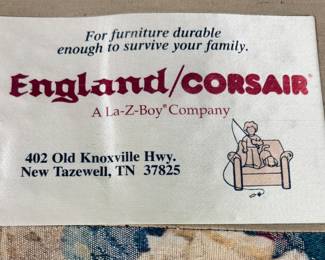 For furniture durable
enough to survive your family.
England/CORSAIR®
A La-Z-Boy® Company
402 Old Knoxville Hwy.
New Tazewell, TN 37825